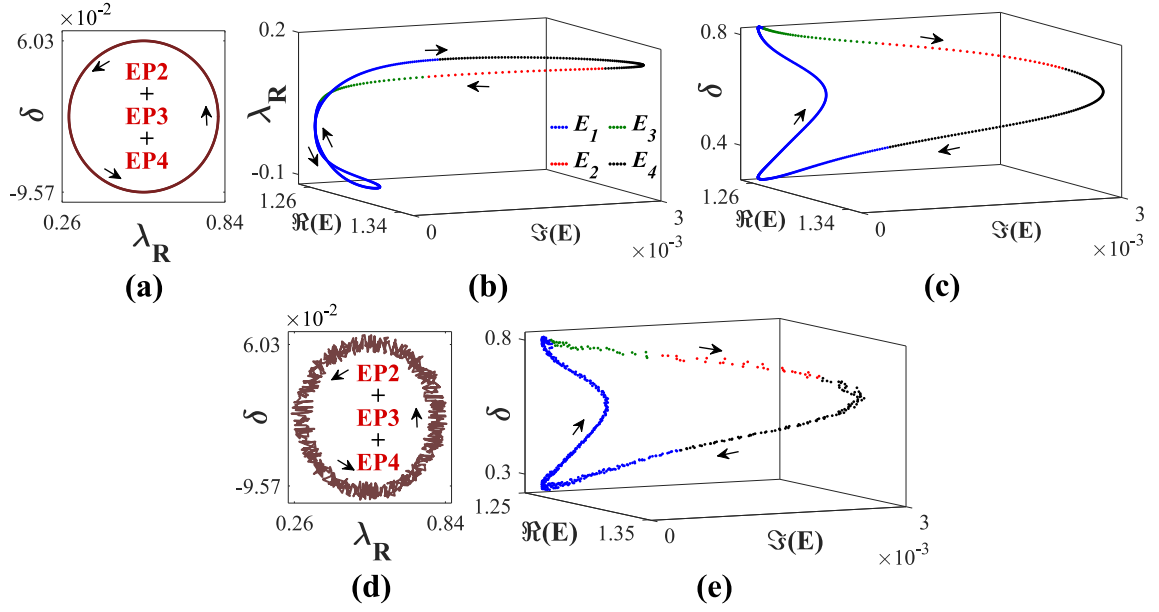 ×10⁻²
6.03
δ
-9.57
EP2
+
EP3
+
EP4
0.26
0.84
λ_R
(a)
0.2
λ_R
-0.1
1.26
ℜ(E)
1.34
0
ℑ(E)
3
×10⁻³
E₁
E₃
E₂
E₄
(b)
0.8
δ
0.4
1.26
ℜ(E)
1.34
0
ℑ(E)
3
×10⁻³
(c)
×10⁻²
6.03
δ
-9.57
EP2
+
EP3
+
EP4
0.26
0.84
λ_R
(d)
0.8
δ
0.3
1.25
ℜ(E)
1.35
0
ℑ(E)
3
×10⁻³
(e)